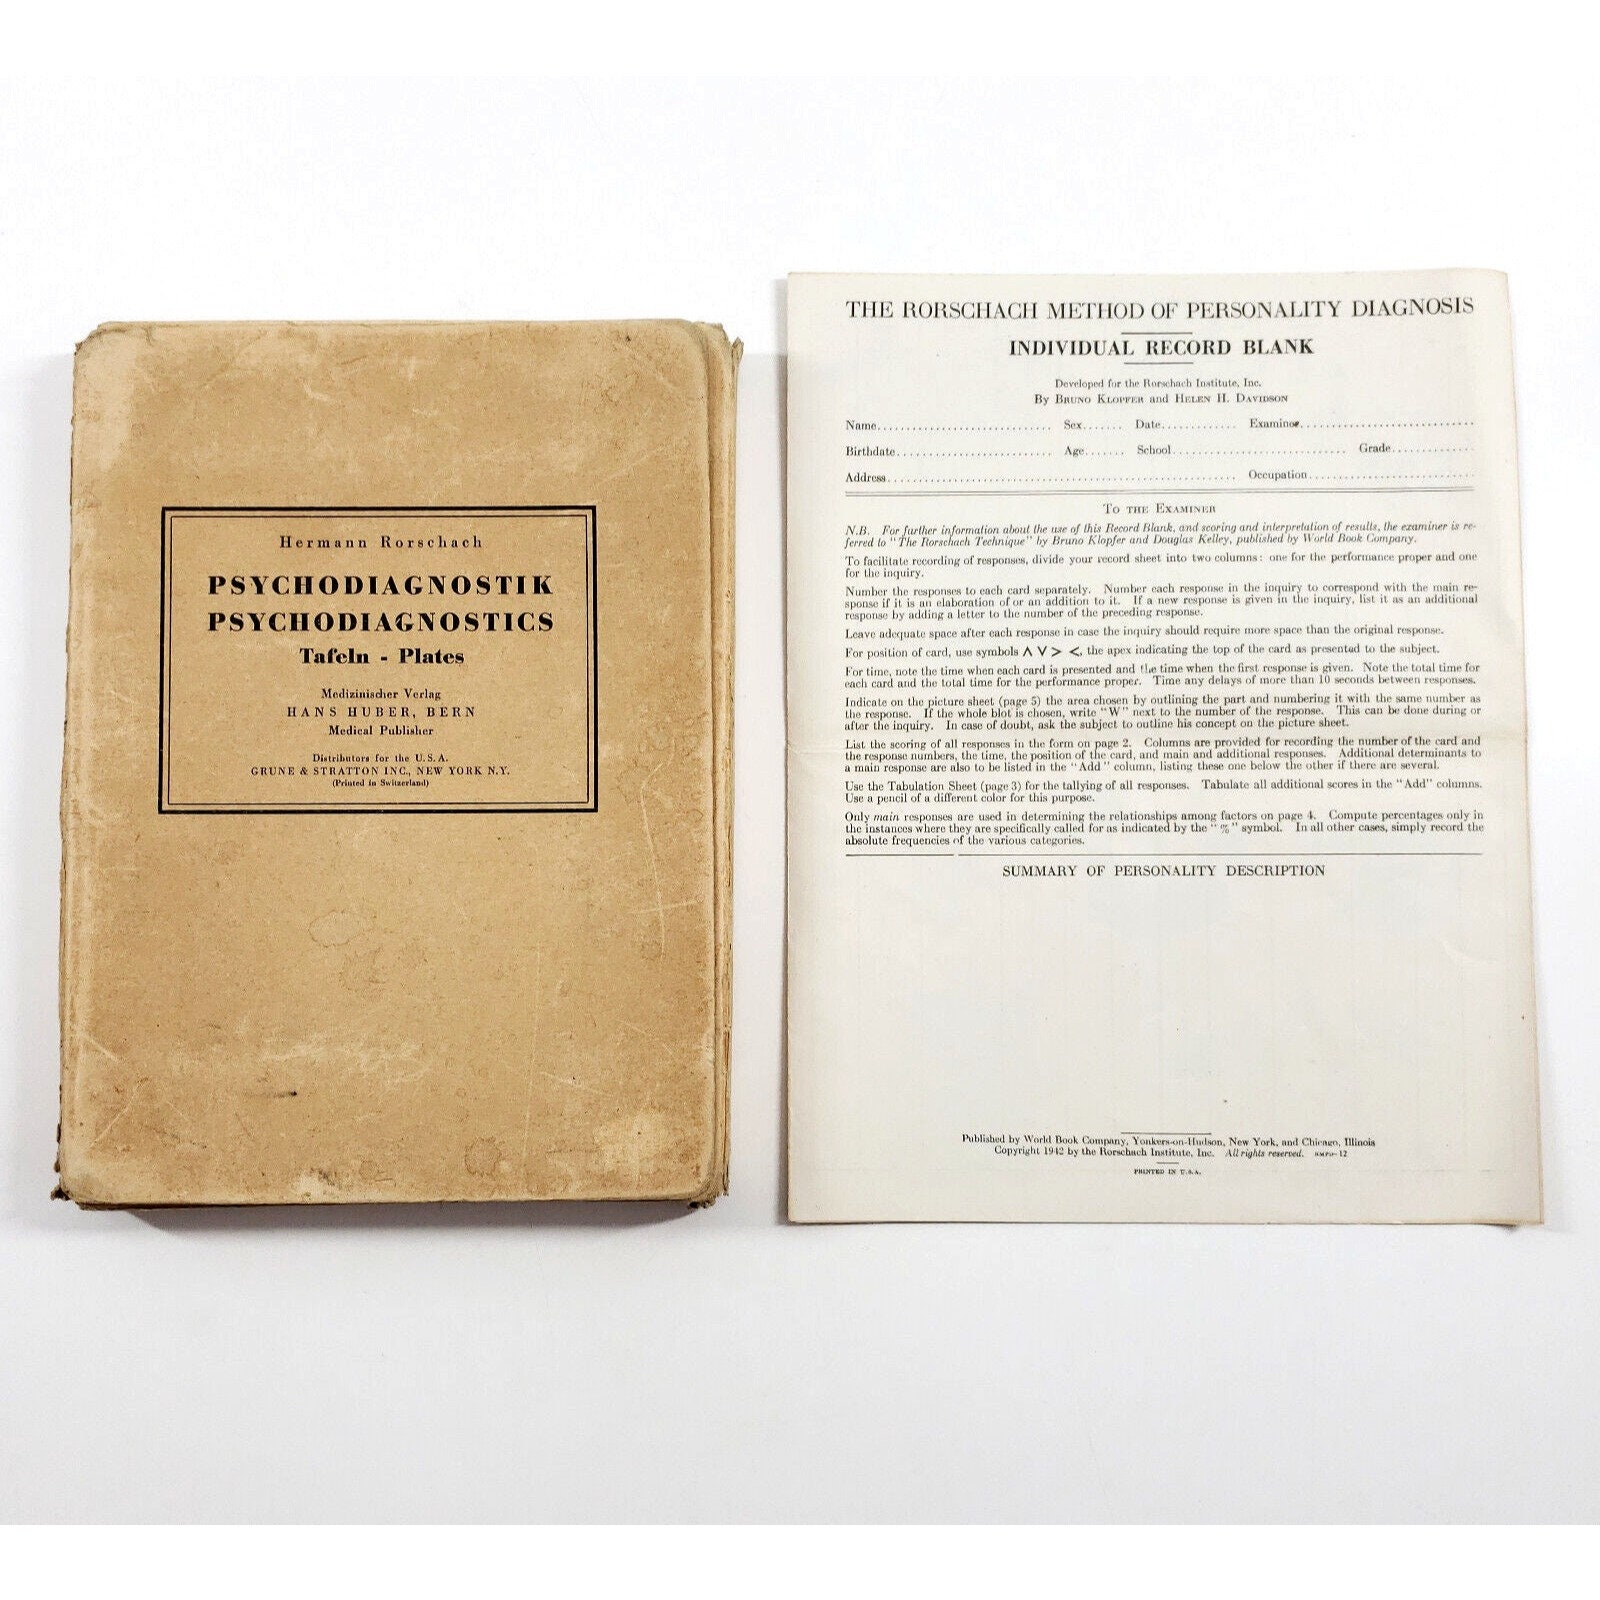 Hermann Rorschach
PSYCHODIAGNOSTIK
PSYCHODIAGNOSTICS
Tafeln - Plates
Medizinischer Verlag
HANS HUBER, BERN
Medical Publisher
Distributors for the U.S.A.
GRUNE & STRATTON INC., NEW YORK N.Y.
(Printed in Switzerland)
THE RORSCHACH METHOD OF PERSONALITY DIAGNOSIS
INDIVIDUAL RECORD BLANK
Developed for the Rorschach Institute, Inc.
By BRUNO KLOPFER and HELEN H. DAVIDSON
Name.............................. Sex....... Date............. Examiner..............................
Birthdate........................... Age....... School.............................. Grade..............
Address............................................................ Occupation............................
TO THE EXAMINER
N.B. For further information about the use of this Record Blank, and scoring and interpretation of results, the examiner is re-
ferred to "The Rorschach Technique" by Bruno Klopfer and Douglas Kelley, published by World Book Company.
To facilitate recording of responses, divide your record sheet into two columns: one for the performance proper and one
for the inquiry.
Number the responses to each card separately. Number each response in the inquiry to correspond with the main re-
sponse if it is an elaboration of or an addition to it. If a new response is given in the inquiry, list it as an additional
response by adding a letter to the number of the preceding response.
Leave adequate space after each response in case the inquiry should require more space than the original response.
For position of card, use symbols ∧ ∨ > <, the apex indicating the top of the card as presented to the subject.
For time, note the time when each card is presented and the time when the first response is given. Note the total time for
each card and the total time for the performance proper. Time any delays of more than 10 seconds between responses.
Indicate on the picture sheet (page 5) the area chosen by outlining the part and numbering it with the same number as
the response. If the whole blot is chosen, write "W" next to the number of the response. This can be done during or
after the inquiry. In case of doubt, ask the subject to outline his concept on the picture sheet.
List the scoring of all responses in the form on page 2. Columns are provided for recording the number of the card and
the response numbers, the time, the position of the card, and main and additional responses. Additional determinants to
a main response are also to be listed in the "Add" column, listing these one below the other if there are several.
Use the Tabulation Sheet (page 3) for the tallying of all responses. Tabulate all additional scores in the "Add" columns.
Use a pencil of a different color for this purpose.
Only main responses are used in determining the relationships among factors on page 4. Compute percentages only in
the instances where they are specifically called for as indicated by the "%" symbol. In all other cases, simply record the
absolute frequencies of the various categories.
SUMMARY OF PERSONALITY DESCRIPTION
Published by World Book Company, Yonkers-on-Hudson, New York, and Chicago, Illinois
Copyright 1942 by the Rorschach Institute, Inc. All rights reserved.
PRINTED IN U.S.A.